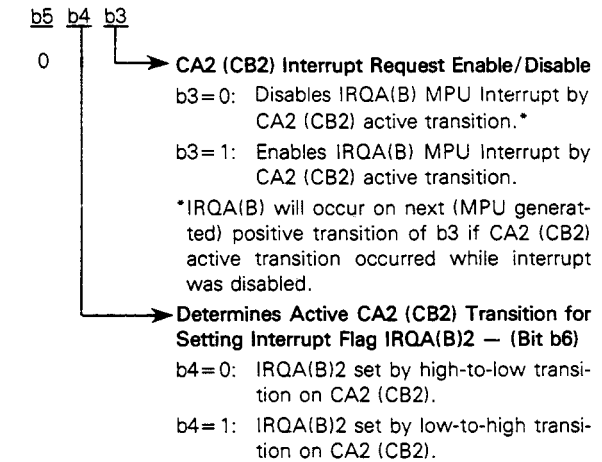 b5 b4 b3
0
CA2 (CB2) Interrupt Request Enable/Disable
b3=0: Disables IRQA(B) MPU Interrupt by
CA2 (CB2) active transition.*
b3=1: Enables IRQA(B) MPU Interrupt by
CA2 (CB2) active transition.
*IRQA(B) will occur on next (MPU generat-
ted) positive transition of b3 if CA2 (CB2)
active transition occurred while interrupt
was disabled.
Determines Active CA2 (CB2) Transition for
Setting Interrupt Flag IRQA(B)2 — (Bit b6)
b4=0: IRQA(B)2 set by high-to-low transi-
tion on CA2 (CB2).
b4=1: IRQA(B)2 set by low-to-high transi-
tion on CA2 (CB2).